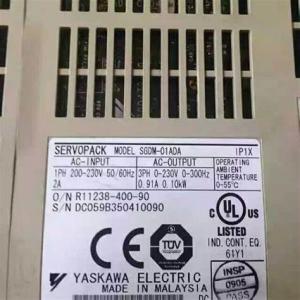 SERVOPACK MODEL SGDM-01ADA IP1X
AC-INPUT AC-OUTPUT OPERATING
1PH 200-230V 50/60Hz 3PH 0-230V 0-300Hz AMBIENT
2A 0.91A 0.10kW TEMPERATURE
0-55°C
O/N R11238-400-90
S/N DC059B350410090
CE TÜV LISTED
IND. CONT. EQ.
61Y1
YASKAWA ELECTRIC
MADE IN MALAYSIA
INSP
0905
PASS
DC